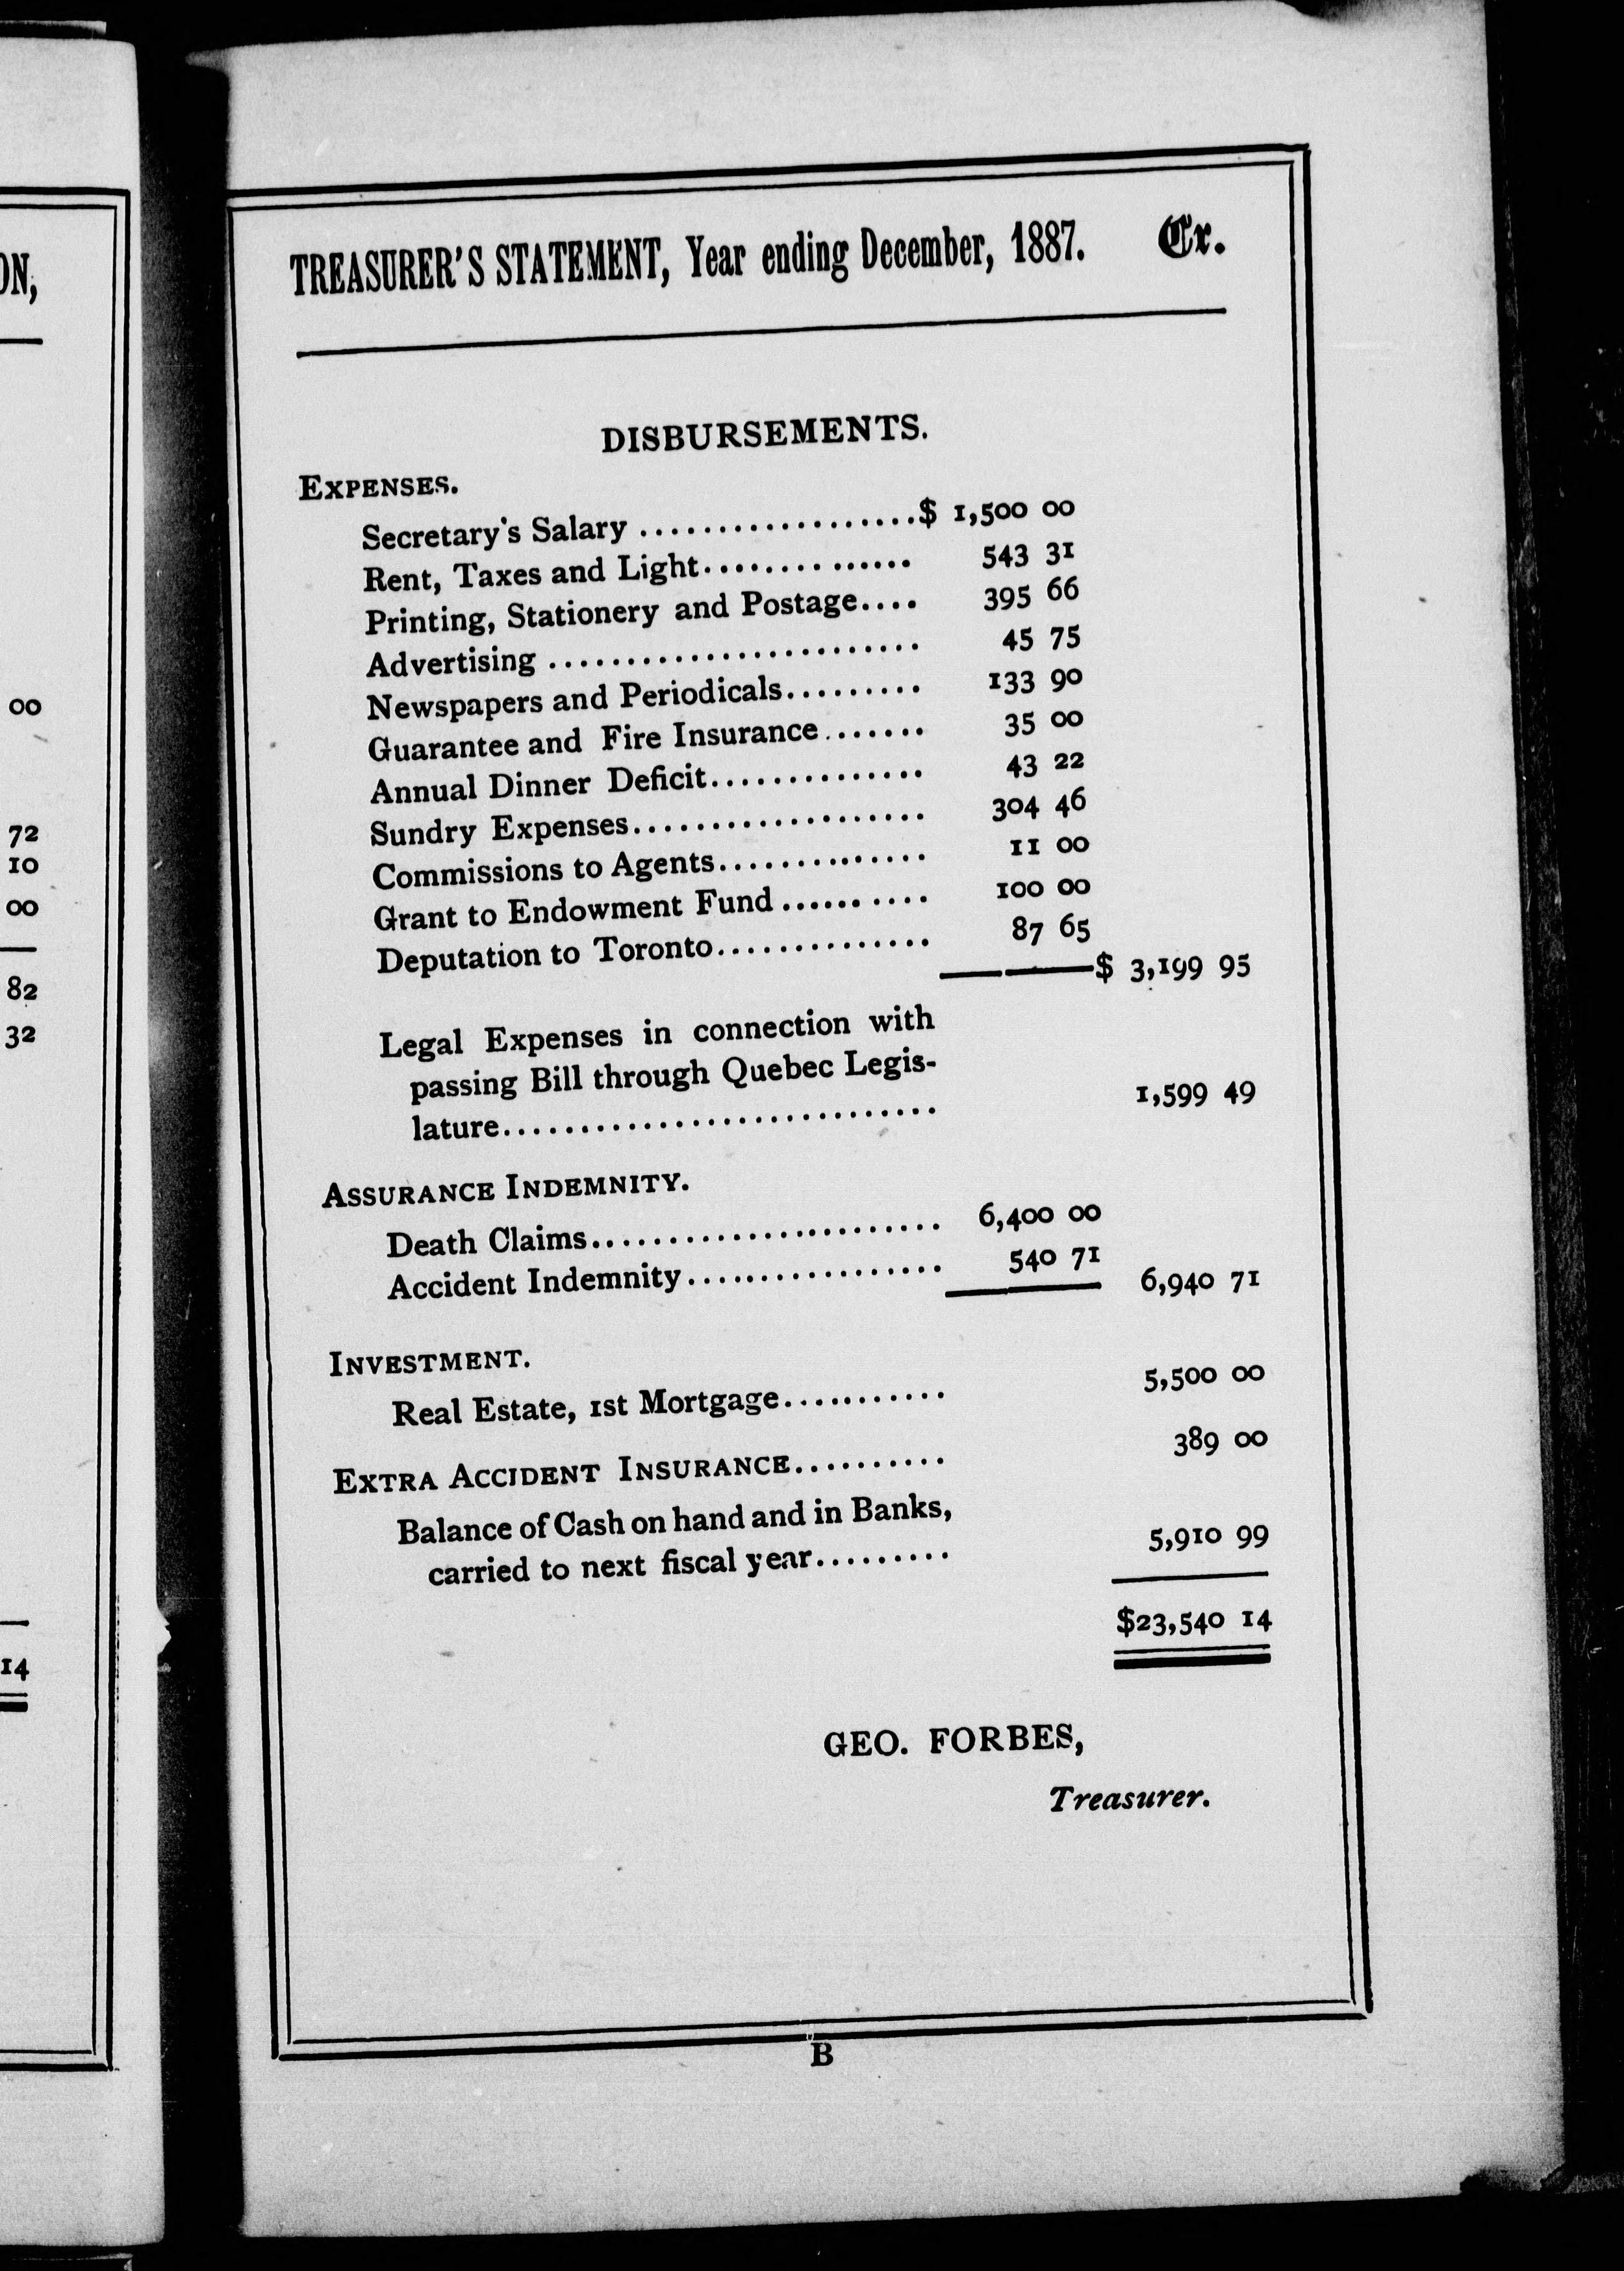 ON,
00
72
10
00
82
32
14
TREASURER'S STATEMENT, Year ending December, 1887. Cr.
DISBURSEMENTS.
EXPENSES.
Secretary's Salary ..................$ 1,500 00
Rent, Taxes and Light.............. 543 31
Printing, Stationery and Postage.... 395 66
Advertising ........................ 45 75
Newspapers and Periodicals......... 133 90
Guarantee and Fire Insurance....... 35 00
Annual Dinner Deficit.............. 43 22
Sundry Expenses................... 304 46
Commissions to Agents.............. 11 00
Grant to Endowment Fund .......... 100 00
Deputation to Toronto.............. 87 65
$ 3,199 95
Legal Expenses in connection with
passing Bill through Quebec Legis-
lature............................ 1,599 49
ASSURANCE INDEMNITY.
Death Claims....................... 6,400 00
Accident Indemnity................. 540 71
6,940 71
INVESTMENT.
Real Estate, 1st Mortgage........... 5,500 00
EXTRA ACCIDENT INSURANCE.......... 389 00
Balance of Cash on hand and in Banks,
carried to next fiscal year......... 5,910 99
$23,540 14
GEO. FORBES,
Treasurer.
B